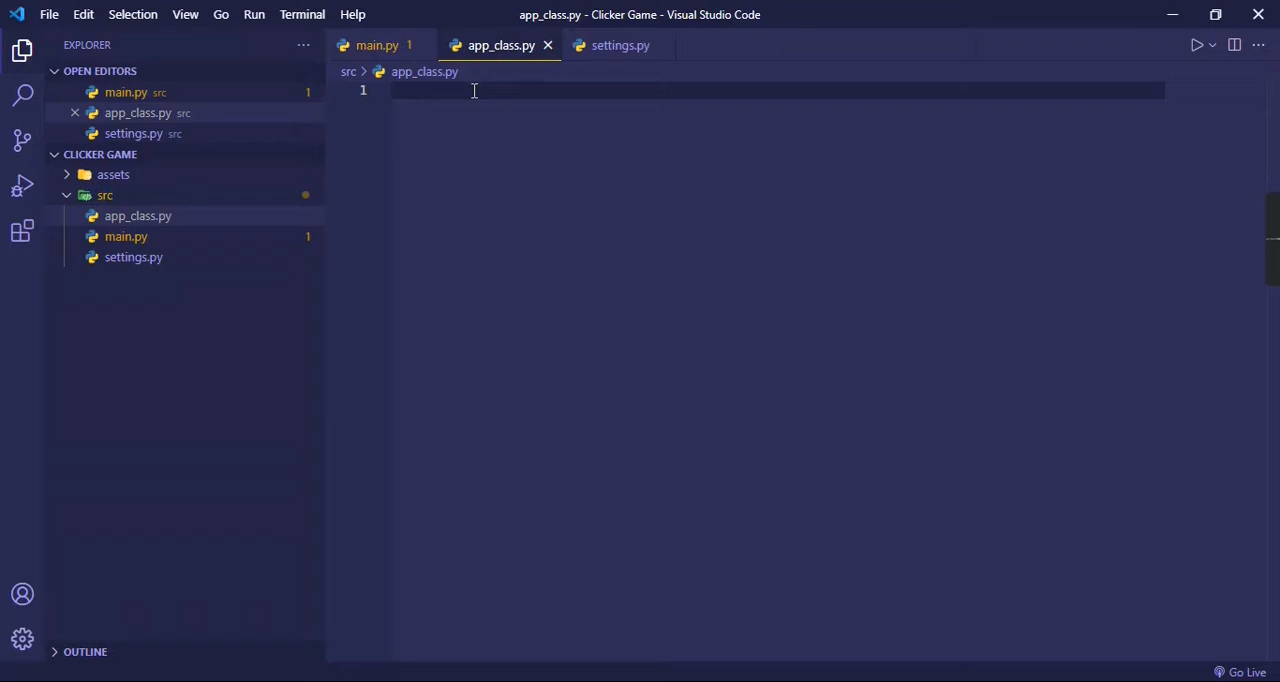 File Edit Selection View Go Run Terminal Help app_class.py - Clicker Game - Visual Studio Code
EXPLORER
main.py 1 app_class.py settings.py
OPEN EDITORS
src app_class.py
main.py src 1
1
app_class.py src
settings.py src
CLICKER GAME
assets
src
app_class.py
main.py 1
settings.py
OUTLINE
Go Live